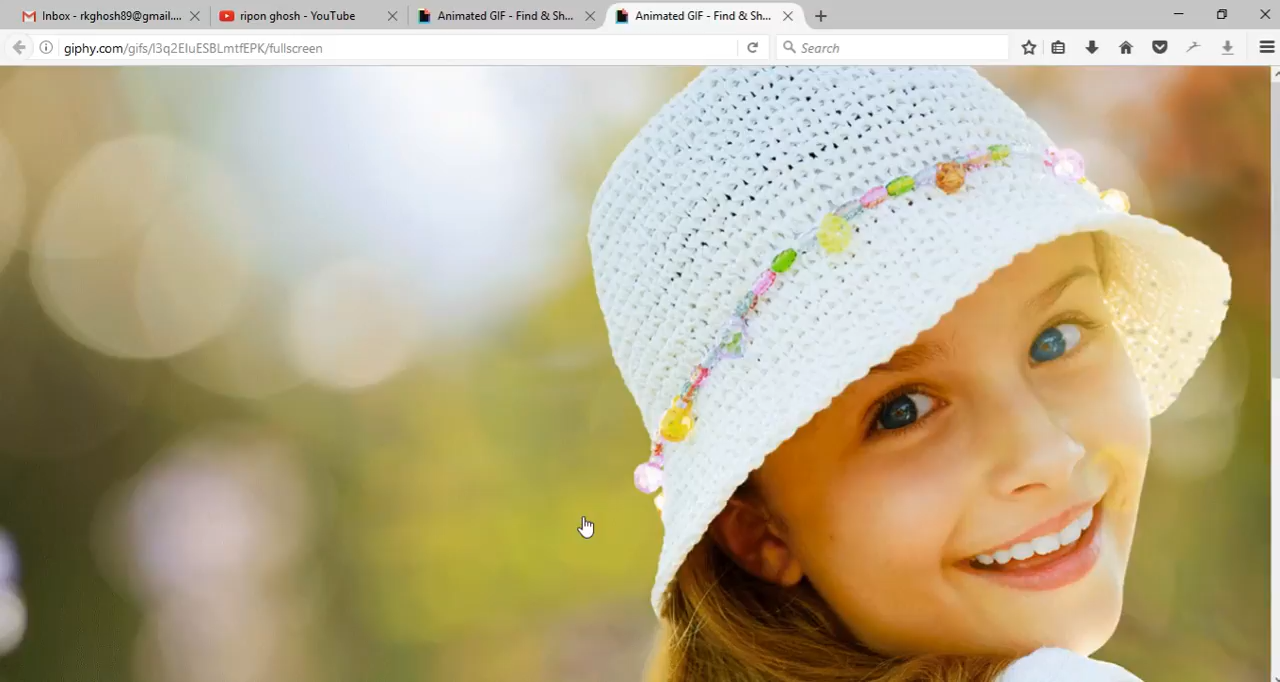 Inbox - rkghosh89@gmail....
ripon ghosh - YouTube
Animated GIF - Find & Sh...
Animated GIF - Find & Sh...
giphy.com/gifs/l3q2EIuESBLmtfEPK/fullscreen
Search